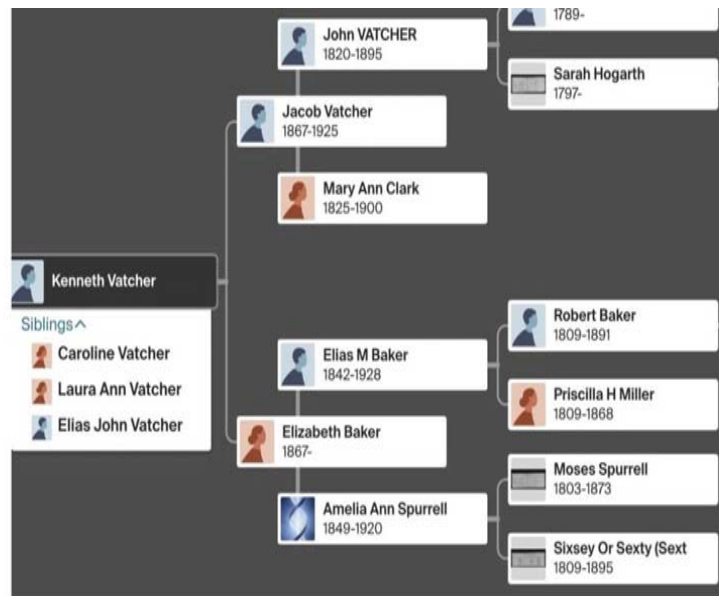 1789-
John VATCHER
1820-1895
Sarah Hogarth
1797-
Jacob Vatcher
1867-1925
Mary Ann Clark
1825-1900
Kenneth Vatcher
Siblings
Caroline Vatcher
Laura Ann Vatcher
Elias John Vatcher
Robert Baker
1809-1891
Elias M Baker
1842-1928
Priscilla H Miller
1809-1868
Elizabeth Baker
1867-
Moses Spurrell
1803-1873
Amelia Ann Spurrell
1849-1920
Sixsey Or Sexty (Sext
1809-1895